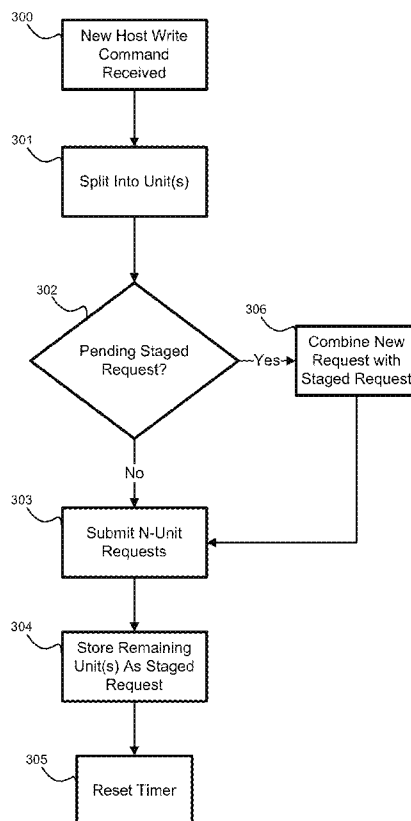 300
New Host Write
Command
Received
301
Split Into Unit(s)
302
Pending Staged
Request?
Yes
306
Combine New
Request with
Staged Request
No
303
Submit N-Unit
Requests
304
Store Remaining
Unit(s) As Staged
Request
305
Reset Timer